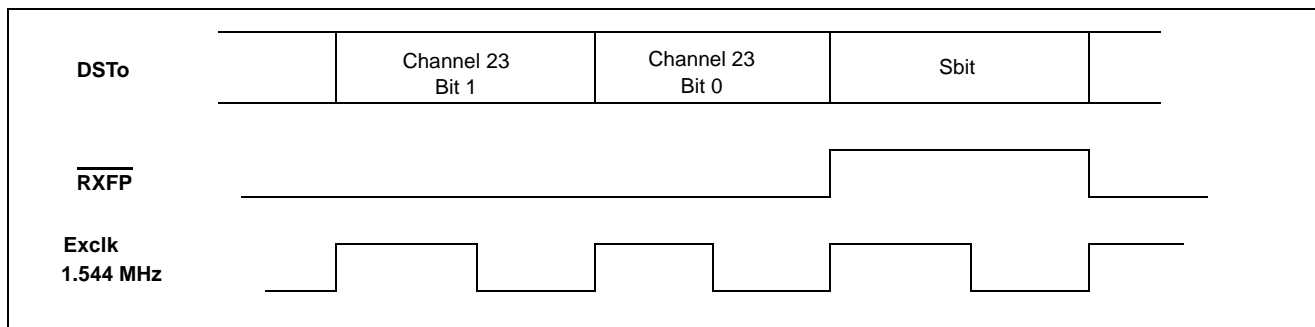 DSTo
Channel 23
Bit 1
Channel 23
Bit 0
Sbit
RXFP
Exclk
1.544 MHz